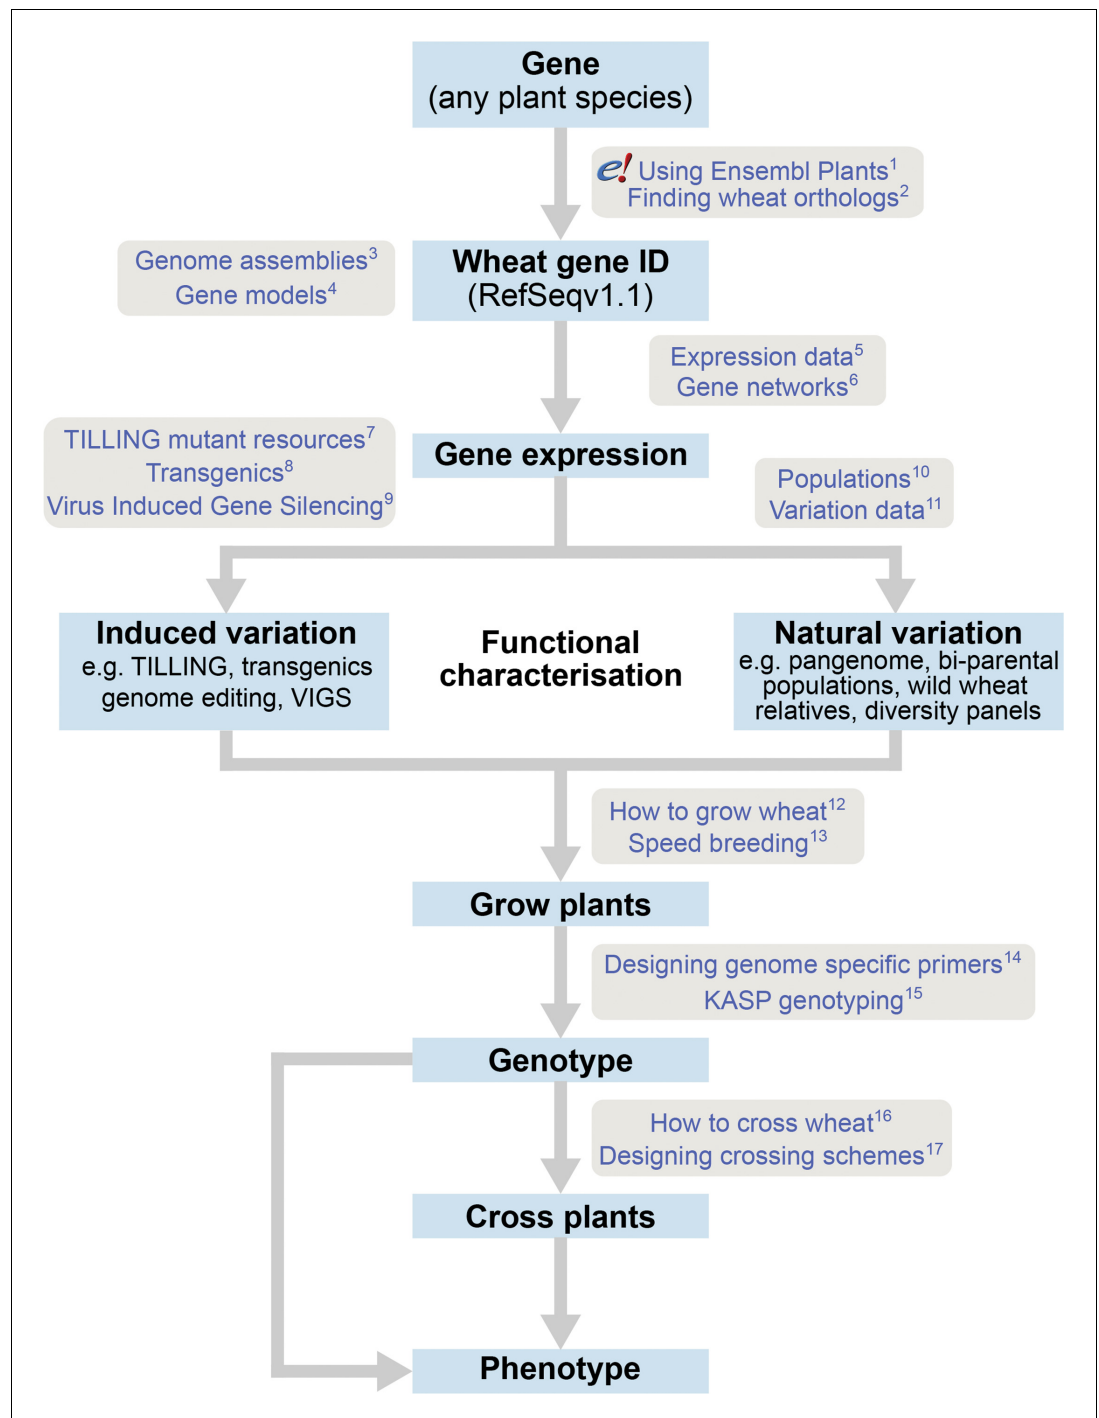 Gene
(any plant species)
e! Using Ensembl Plants¹
Finding wheat orthologs²
Genome assemblies³
Gene models⁴
Wheat gene ID
(RefSeqv1.1)
Expression data⁵
Gene networks⁶
TILLING mutant resources⁷
Transgenics⁸
Virus Induced Gene Silencing⁹
Gene expression
Populations¹⁰
Variation data¹¹
Induced variation
e.g. TILLING, transgenics
genome editing, VIGS
Functional
characterisation
Natural variation
e.g. pangenome, bi-parental
populations, wild wheat
relatives, diversity panels
How to grow wheat¹²
Speed breeding¹³
Grow plants
Designing genome specific primers¹⁴
KASP genotyping¹⁵
Genotype
How to cross wheat¹⁶
Designing crossing schemes¹⁷
Cross plants
Phenotype